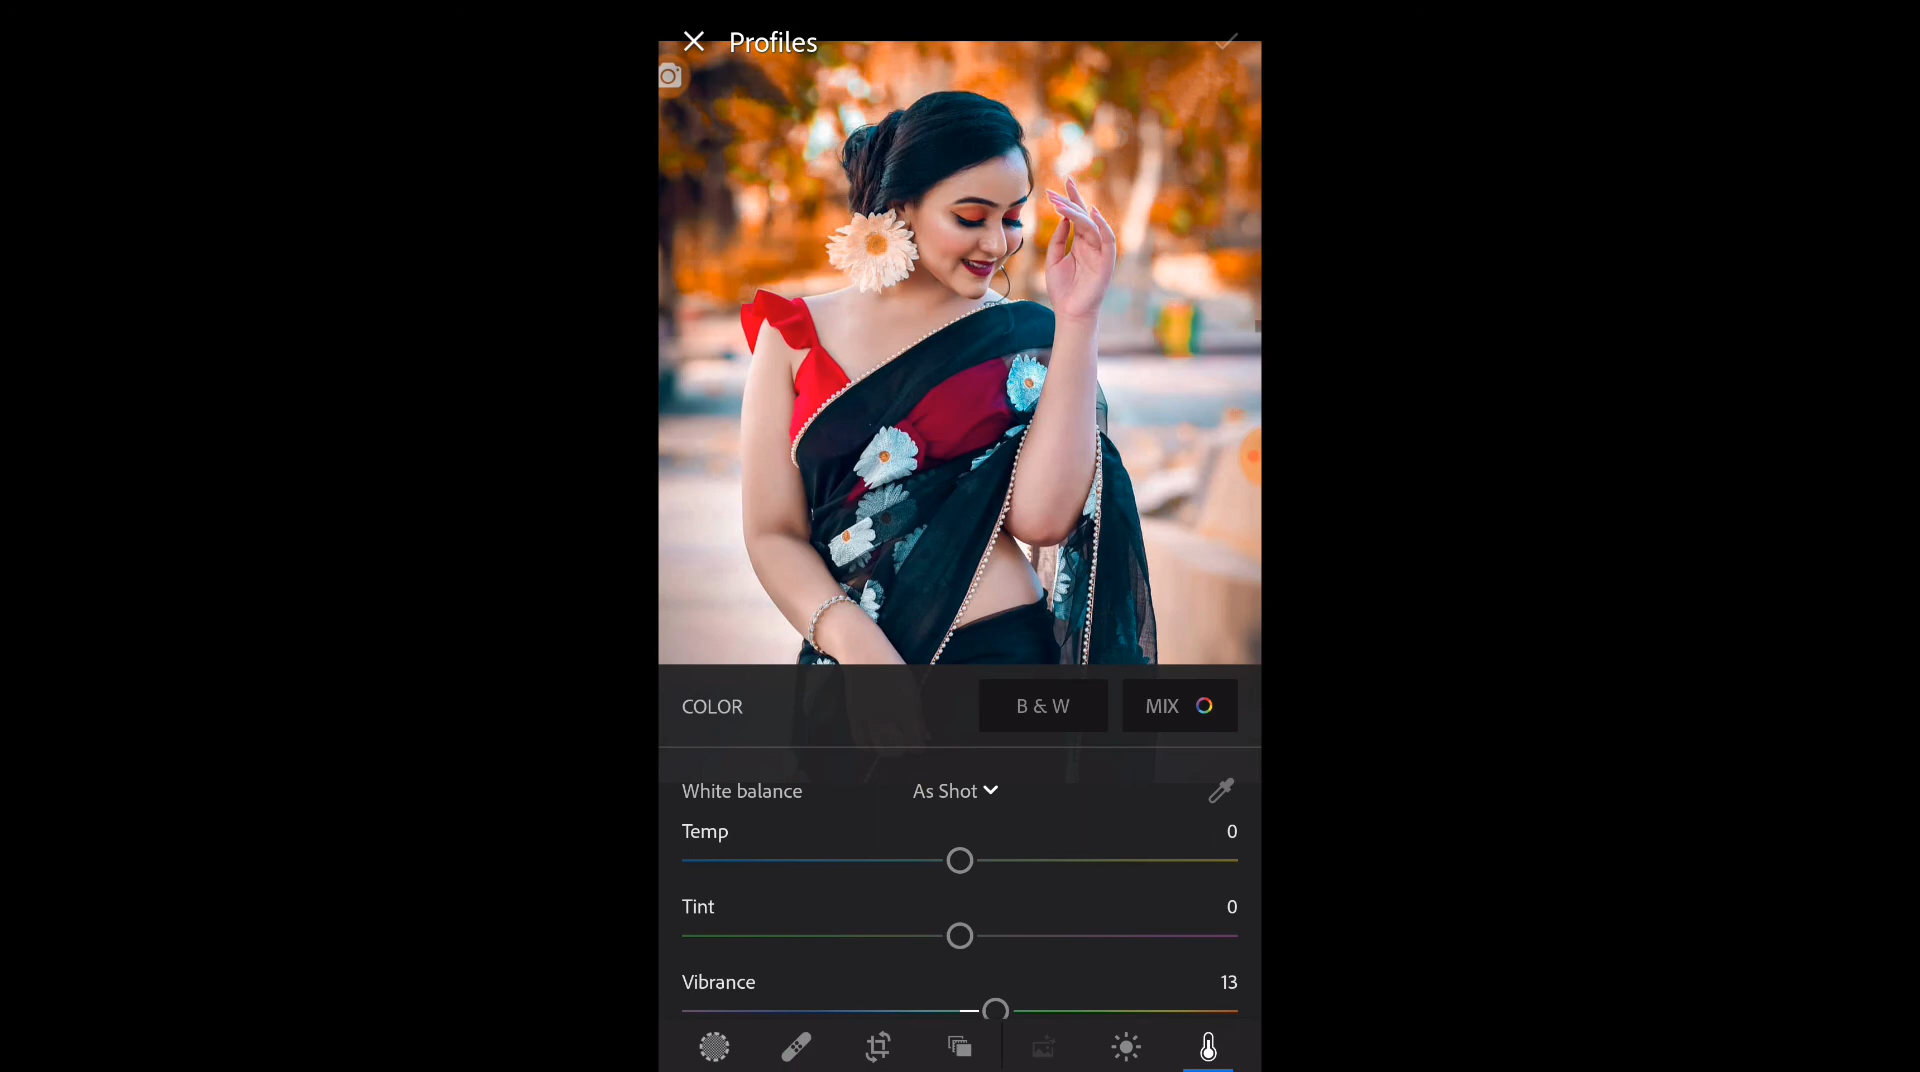 Profiles
COLOR
B & W
MIX
White balance
As Shot
Temp
0
Tint
0
Vibrance
13